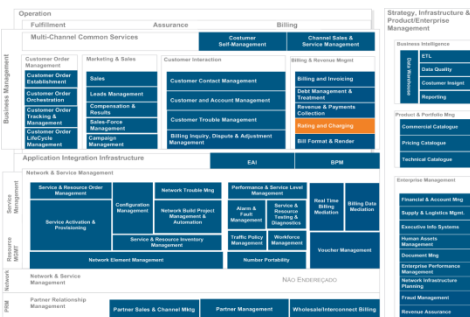 Operation
Fulfillment Assurance Billing
Multi-Channel Common Services
Customer
Self-Management
Channel Sales &
Service Management
Business Management
Customer Order
Management
Customer Order
Establishment
Customer Order
Orchestration
Customer Order
Tracking &
Management
Customer Order
LifeCycle
Management
Marketing & Sales
Sales
Leads Management
Compensation &
Results
Sales-Force
Management
Campaign
Management
Customer Interaction
Customer Contact Management
Customer and Account Management
Customer Trouble Management
Billing Inquiry, Dispute & Adjustment
Management
Billing & Revenue Mngmt
Billing and Invoicing
Debt Management &
Treatment
Revenue & Payments
Collection
Rating and Charging
Bill Format & Render
Application Integration Infrastructure
EAI
BPM
Service
Management
Resource
MGMT
Network & Service Management
Service & Resource Order
Management
Service Activation &
Provisioning
Configuration
Management
Network Trouble Mng
Network Build Project
Management &
Automation
Service & Resource Inventory
Management
Network Element Management
Performance & Service Level
Management
Alarm &
Fault
Management
Service &
Resource
Testing &
Diagnostics
Traffic Policy
Management
Workforce
Management
Number Portability
Real Time
Billing
Mediation
Billing Data
Mediation
Voucher Management
Network
Network & Service
Management
NÃO ENDEREÇADO
PRM
Partner Relationship
Management
Partner Sales & Channel Mktg
Partner Management
Wholesale/Interconnect Billing
Strategy, Infrastructure &
Product/Enterprise
Management
Business Intelligence
Data Warehouse
ETL
Data Quality
Costumer Insight
Reporting
Product & Portfolio Mng
Commercial Catalogue
Pricing Catalogue
Technical Catalogue
Enterprise Management
Financial & Account Mng
Supply & Logistics Mgmt.
Executive Info Systems
Human Assets
Management
Document Mng
Enterprise Performance
Management
Network Infrastructure
Planning
Fraud Management
Revenue Assurance